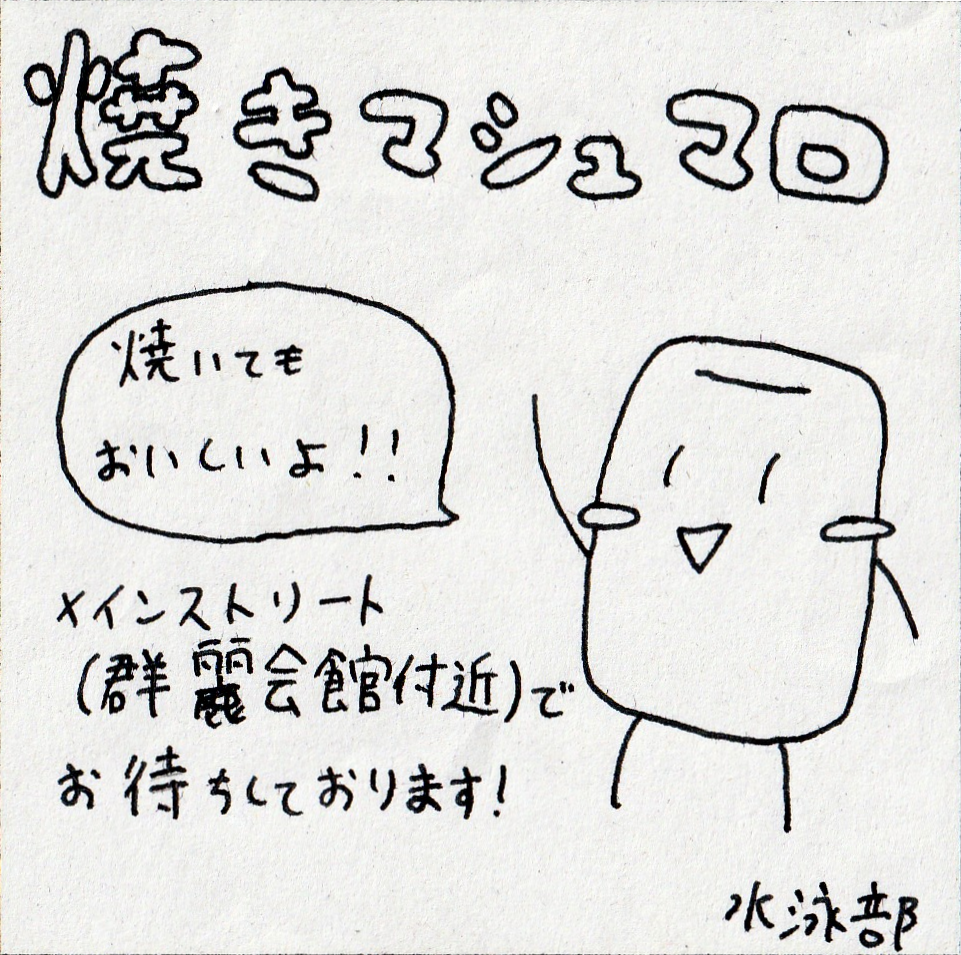 焼きマシュマロ
焼いても
おいしいよ!!
メインストリート
(群麗会館付近)で
お待ちしております!
水泳部